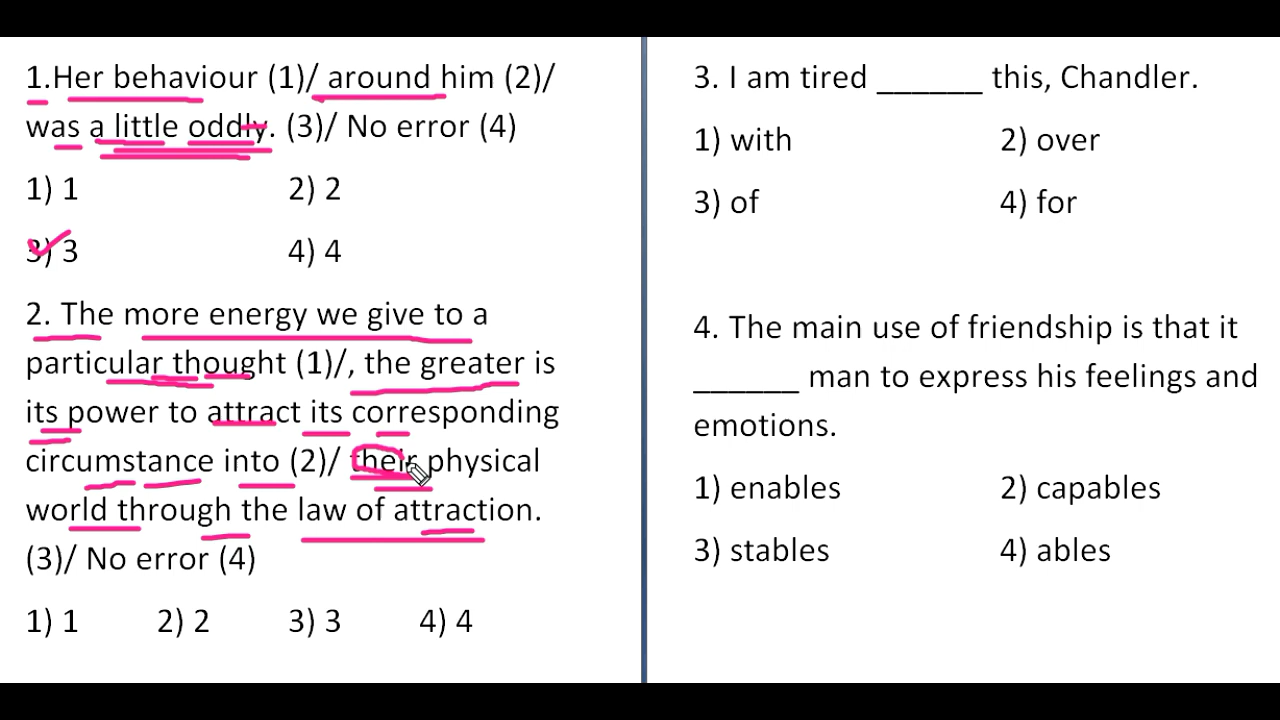 1.Her behaviour (1)/ around him (2)/
was a little oddly. (3)/ No error (4)
1) 1 2) 2
3) 3 4) 4
2. The more energy we give to a
particular thought (1)/, the greater is
its power to attract its corresponding
circumstance into (2)/ their physical
world through the law of attraction.
(3)/ No error (4)
1) 1 2) 2 3) 3 4) 4
3. I am tired ______ this, Chandler.
1) with 2) over
3) of 4) for
4. The main use of friendship is that it
______ man to express his feelings and
emotions.
1) enables 2) capables
3) stables 4) ables